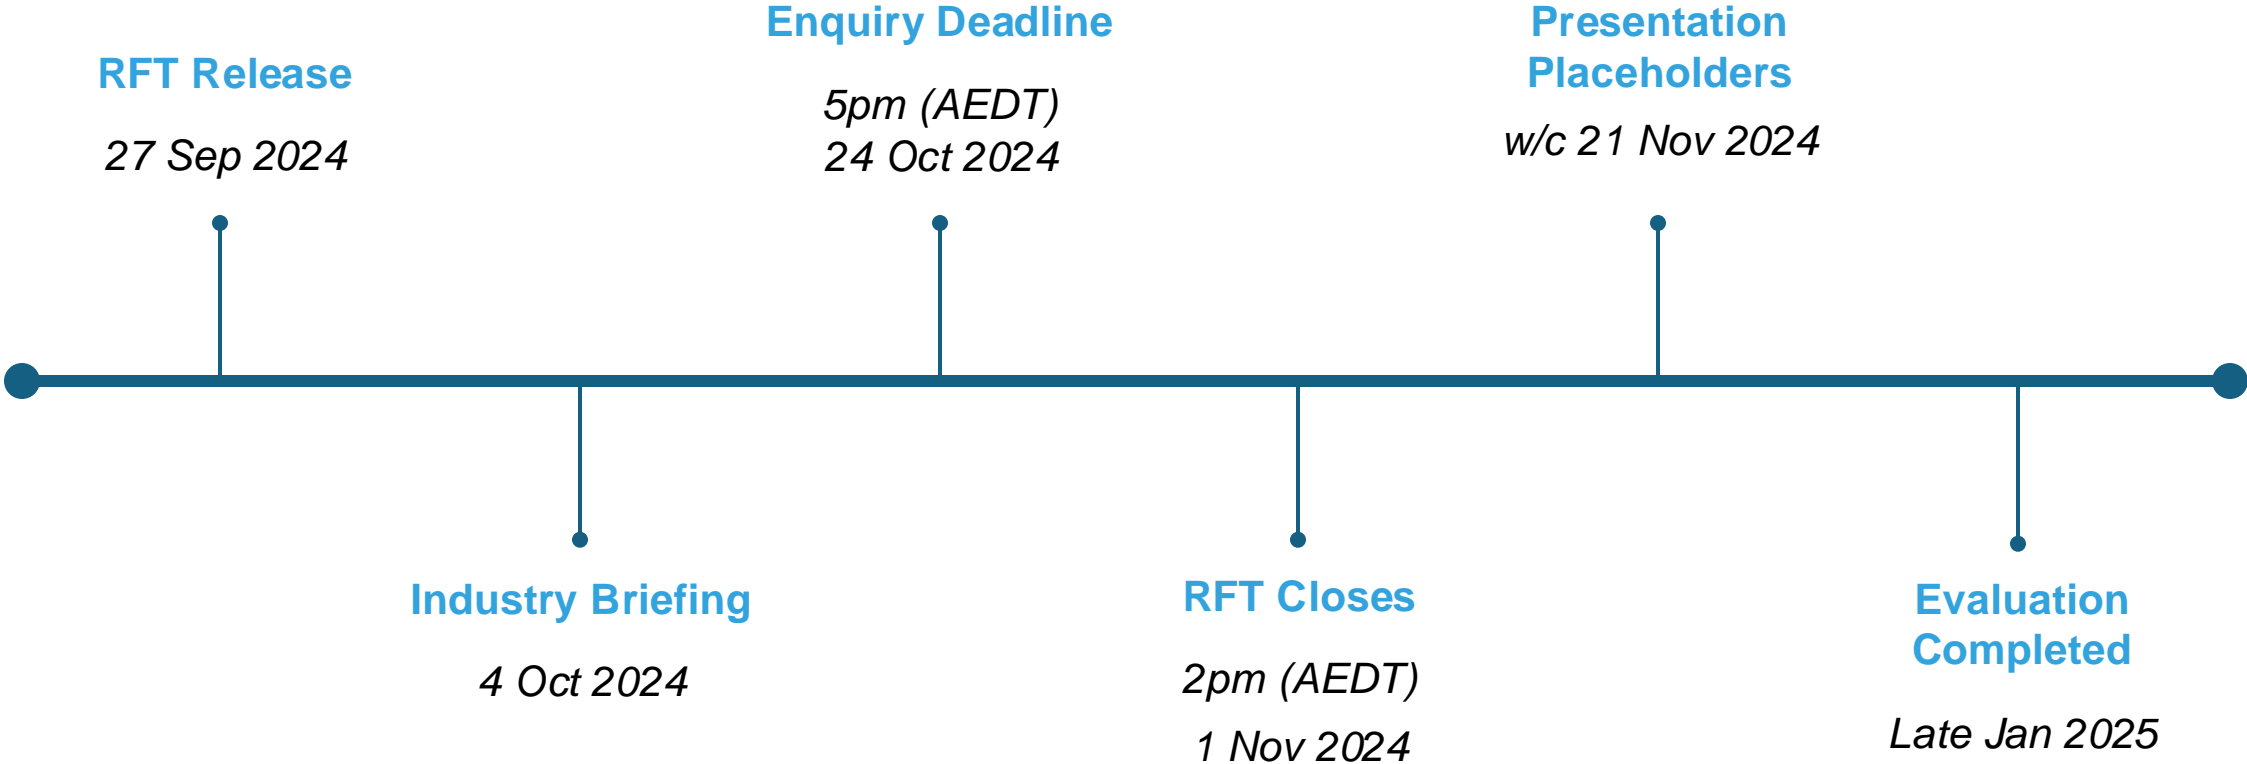 RFT Release
27 Sep 2024
Industry Briefing
4 Oct 2024
Enquiry Deadline
5pm (AEDT)
24 Oct 2024
RFT Closes
2pm (AEDT)
1 Nov 2024
Presentation
Placeholders
w/c 21 Nov 2024
Evaluation
Completed
Late Jan 2025